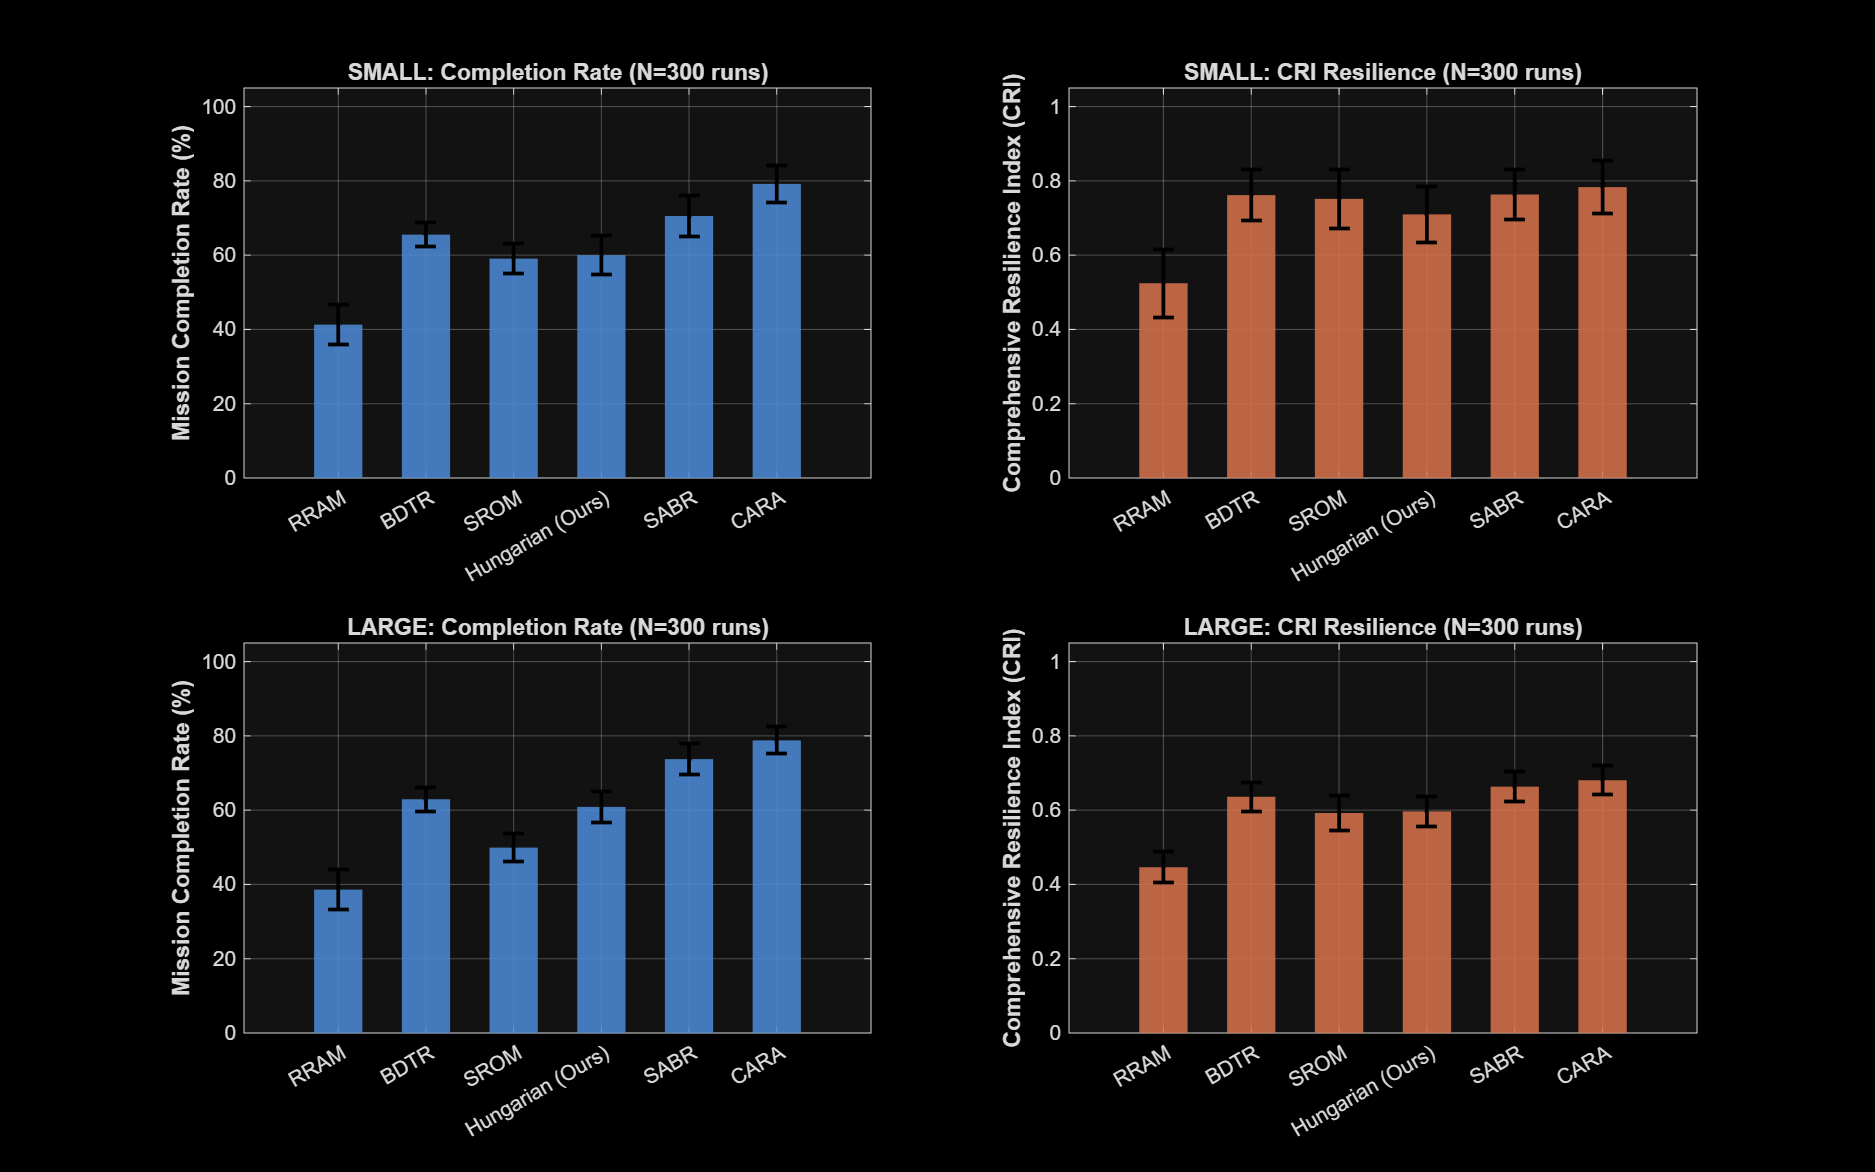 SMALL: Completion Rate (N=300 runs)
Mission Completion Rate (%)
100
80
60
40
20
0
RRAM
BDTR
SROM
Hungarian (Ours)
SABR
CARA
SMALL: CRI Resilience (N=300 runs)
Comprehensive Resilience Index (CRI)
1
0.8
0.6
0.4
0.2
0
RRAM
BDTR
SROM
Hungarian (Ours)
SABR
CARA
LARGE: Completion Rate (N=300 runs)
Mission Completion Rate (%)
100
80
60
40
20
0
RRAM
BDTR
SROM
Hungarian (Ours)
SABR
CARA
LARGE: CRI Resilience (N=300 runs)
Comprehensive Resilience Index (CRI)
1
0.8
0.6
0.4
0.2
0
RRAM
BDTR
SROM
Hungarian (Ours)
SABR
CARA